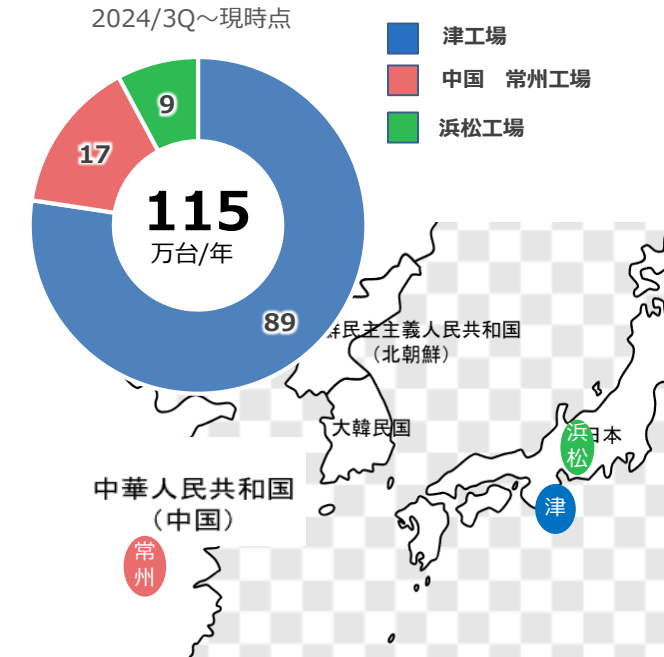 2024/3Q～現時点
津工場
中国　常州工場
浜松工場
9
17
115
万台/年
89
鮮民主主義人民共和国
（北朝鮮）
大韓民国
浜松
日本
津
中華人民共和国
（中国）
常州